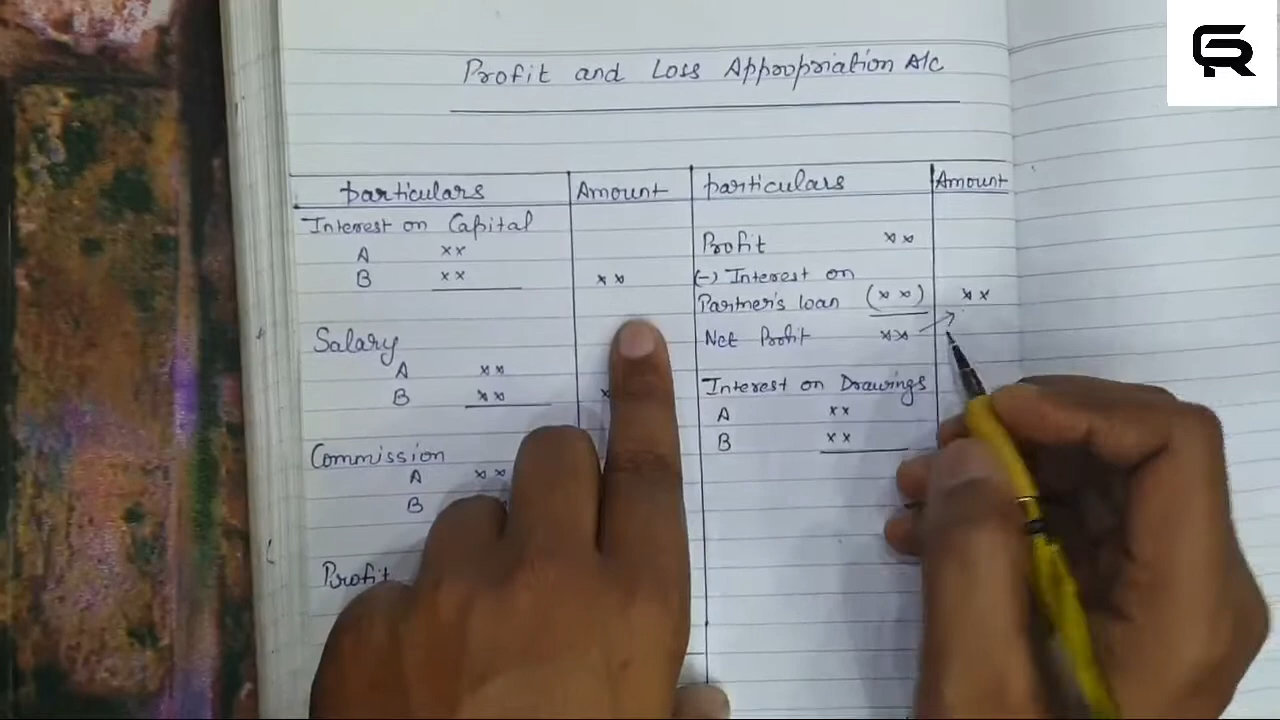 GR
Profit and Loss Appropriation A/c
particulars Amount particulars Amount
Interest on Capital
A xx
B xx xx
Salary
A xx
B xx x
Commission
A xx
B
Profit
Profit xx
(-) Interest on
Partner's loan (xx) xx
Net Profit xx
Interest on Drawings
A xx
B xx